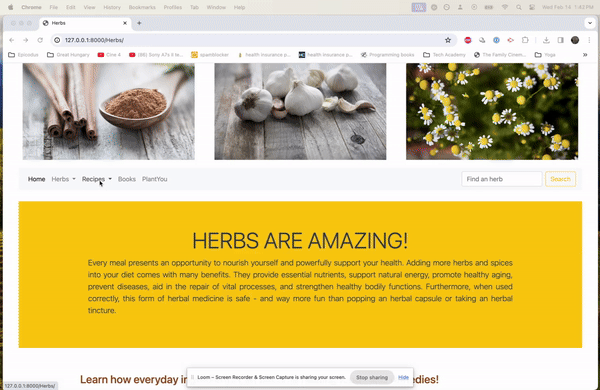 Chrome File Edit View History Bookmarks Profiles Tab Window Help Wed Feb 14 1:43 PM
Herbs
127.0.0.1:8000/Herbs/
Episodus Great Hungary Cine 4 (86) Sorry ATs it te spamblocker health insurance p... health insurance p... Programming books Tech Academy The Family Cinem... Yoga
Home Herbs Recipes Books PlantYou Find an herb Search
HERBS ARE AMAZING!
Every meal presents an opportunity to nourish yourself and powerfully support your health. Adding more herbs and spices
into your diet comes with many benefits. They provide essential nutrients, support natural energy, promote healthy aging,
prevent diseases, aid in the repair of vital processes, and strengthen healthy bodily functions. Furthermore, when used
correctly, this form of herbal medicine is safe - and way more fun than popping an herbal capsule or taking an herbal
tincture.
Learn how everyday in edies!
Loom – Screen Recorder & Screen Capture is sharing your screen. Stop sharing Hide
127.0.0.1:8000/Herbs/